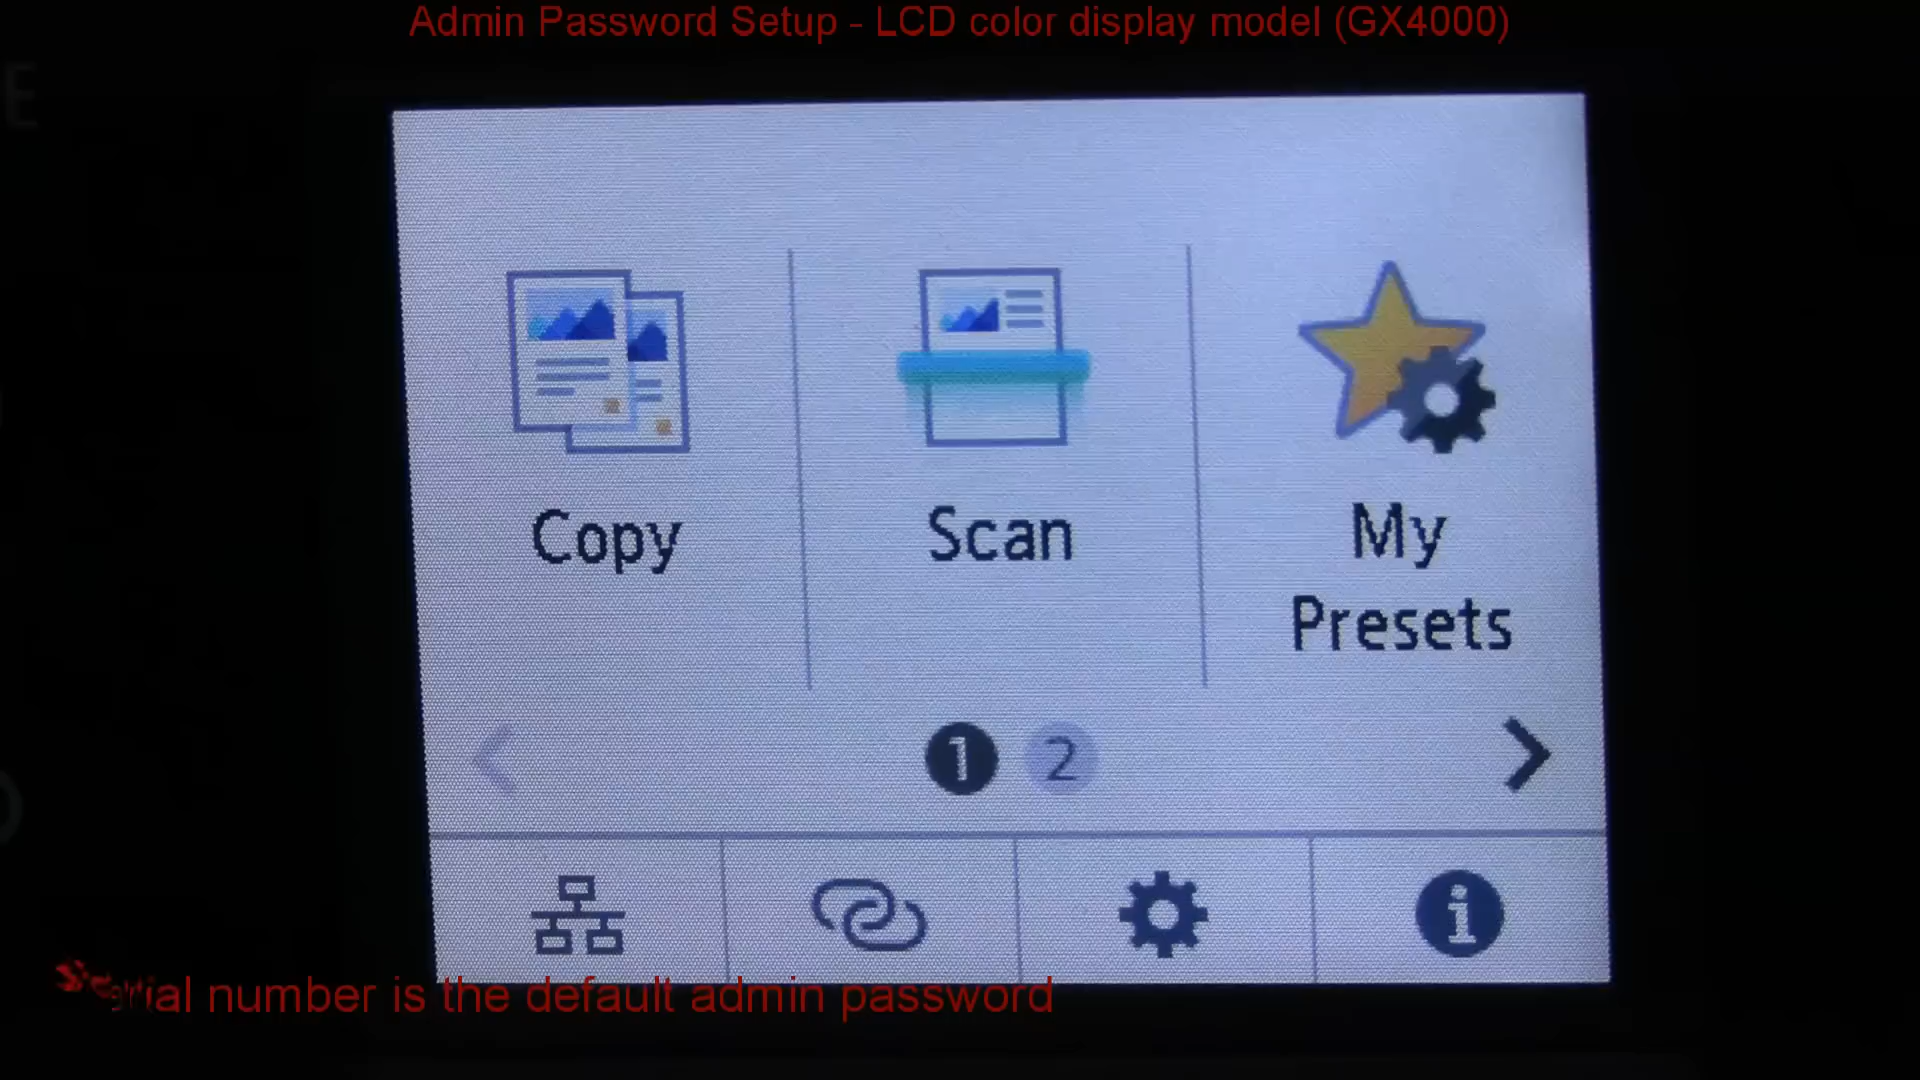 Admin Password Setup - LCD color display model (GX4000)
E
Copy
Scan
My
Presets
1 2
i
number is the default admin password